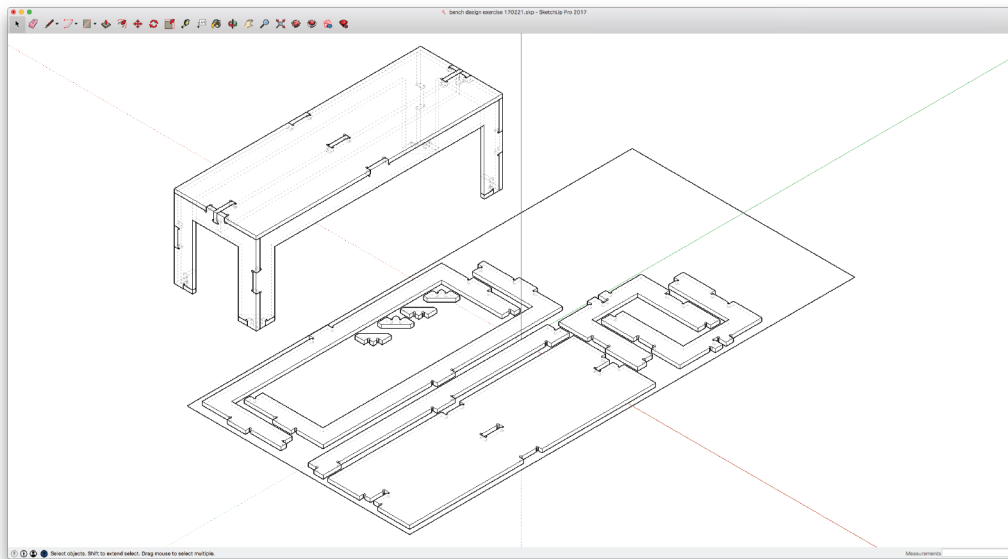 bench design exercise 170221.skp - SketchUp Pro 2017
Select objects. Shift to extend select. Drag mouse to select multiple.
Measurements